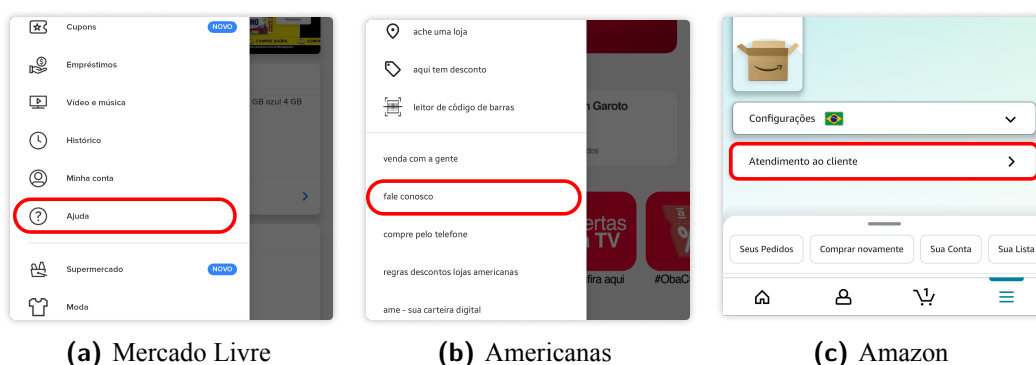 Cupons NOVO
Empréstimos
Vídeo e música
GB azul 4 GB
Histórico
Minha conta
Ajuda
Supermercado NOVO
Moda
(a) Mercado Livre
ache uma loja
aqui tem desconto
leitor de código de barras
Garoto
venda com a gente
fale conosco
compre pelo telefone
regras descontos lojas americanas
ame - sua carteira digital
ertas
TV
fira aqui
#ObaC
(b) Americanas
Configurações
Atendimento ao cliente
Seus Pedidos
Comprar novamente
Sua Conta
Sua Lista
1
(c) Amazon